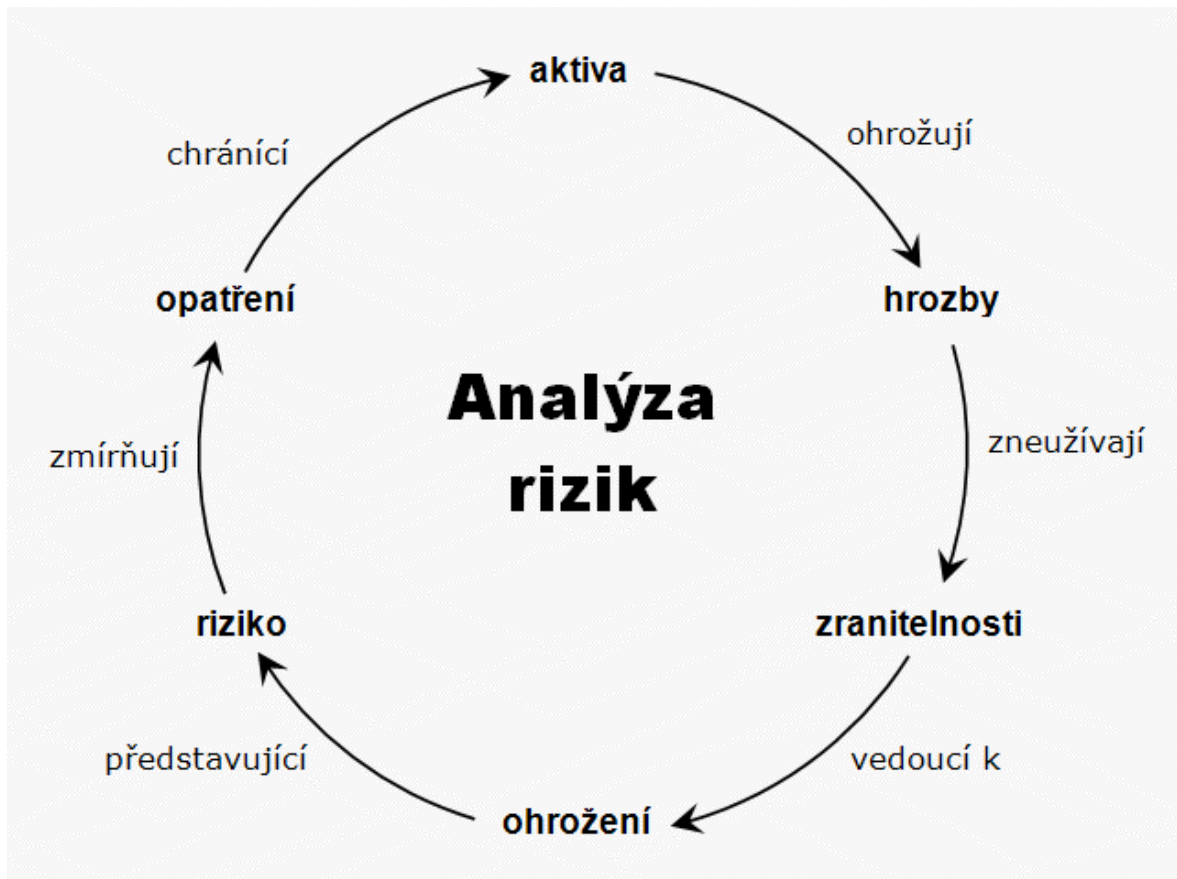 aktiva
ohrožují
hrozby
zneužívají
zranitelnosti
vedoucí k
ohrožení
představující
riziko
zmírňují
opatření
chránící
Analýza
rizik